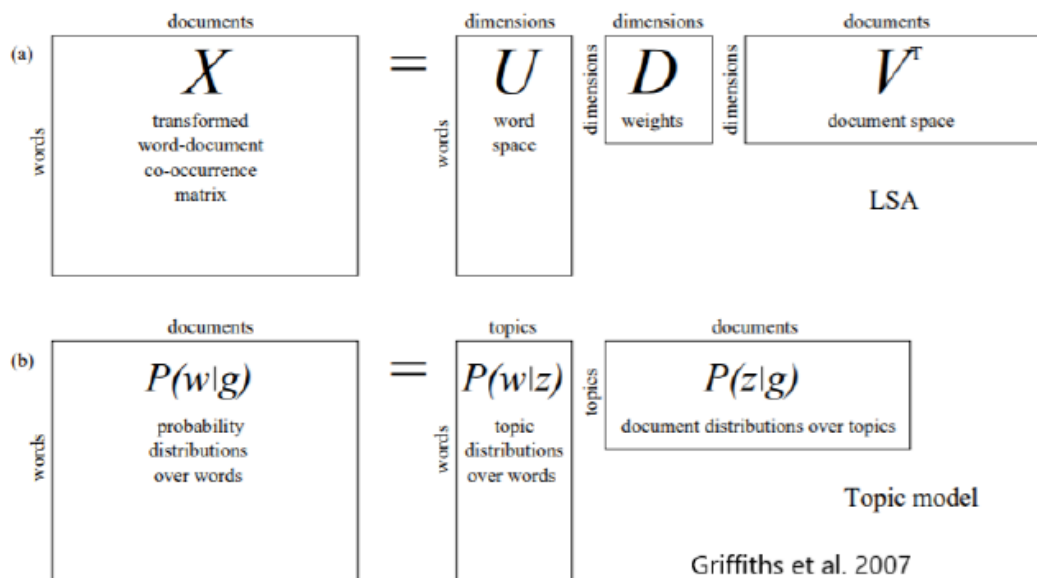 documents
dimensions
dimensions
documents
(a)
words
X
transformed
word-document
co-occurrence
matrix
=
words
U
word
space
dimensions
D
weights
dimensions
Vᵀ
document space
LSA
documents
topics
documents
(b)
words
P(w|g)
probability
distributions
over words
=
words
P(w|z)
topic
distributions
over words
topics
P(z|g)
document distributions over topics
Topic model
Griffiths et al. 2007